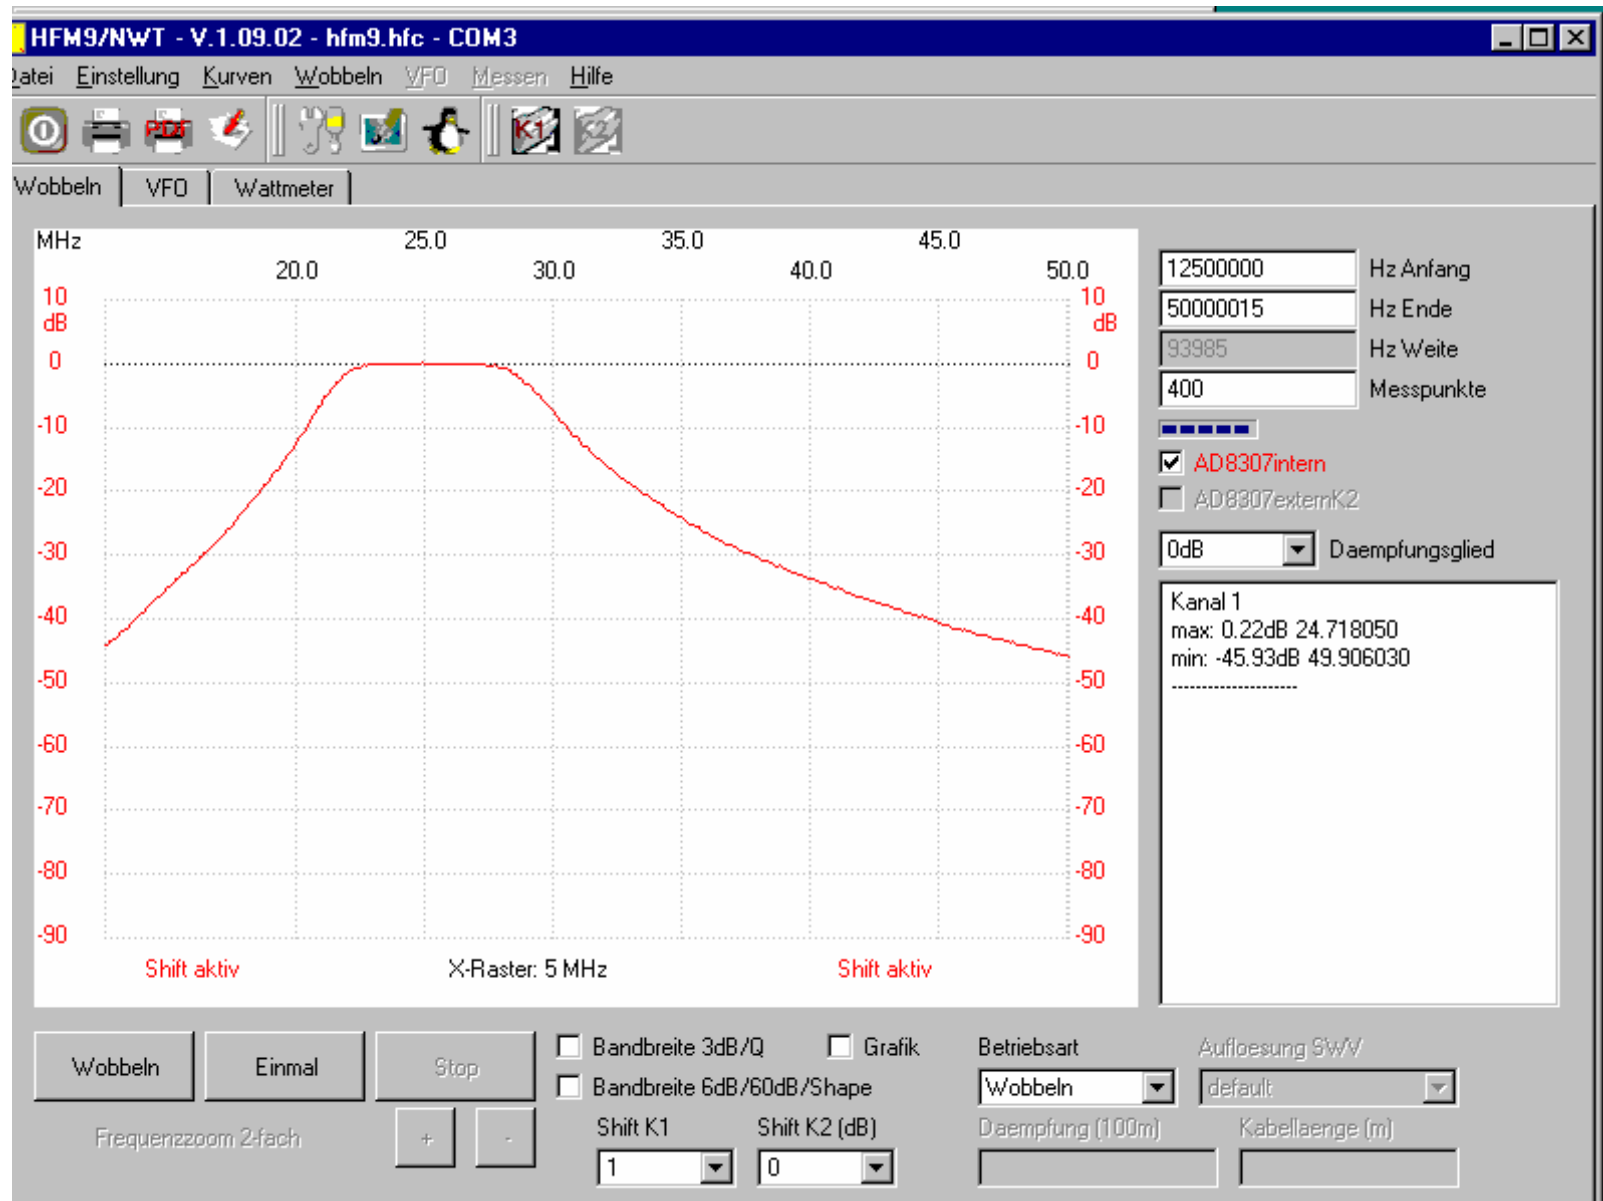 HFM9/NWT - V.1.09.02 - hfm9.hfc - COM3
Datei Einstellung Kurven Wobbeln VFO Messen Hilfe
PDF K1 K2
Wobbeln VFO Wattmeter
MHz 25.0 35.0 45.0
20.0 30.0 40.0 50.0
10 10
dB dB
0 0
-10 -10
-20 -20
-30 -30
-40 -40
-50 -50
-60 -60
-70 -70
-80 -80
-90 -90
Shift aktiv X-Raster: 5 MHz Shift aktiv
12500000 Hz Anfang
50000015 Hz Ende
93985 Hz Weite
400 Messpunkte
AD8307intern
AD8307externK2
0dB Daempfungsglied
Kanal 1
max: 0.22dB 24.718050
min: -45.93dB 49.906030
---------------------
Wobbeln Einmal Stop
Frequenzzoom 2-fach + -
Bandbreite 3dB/Q Grafik
Bandbreite 6dB/60dB/Shape
Shift K1 Shift K2 (dB)
1 0
Betriebsart Aufloesung SWV
Wobbeln default
Daempfung (100m) Kabellaenge (m)